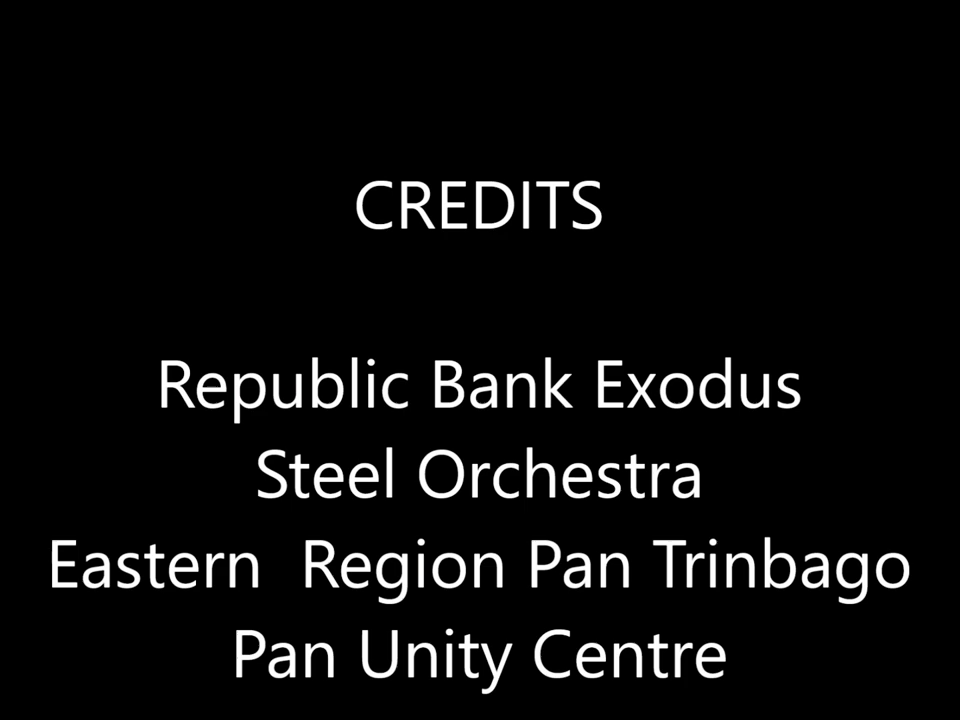 CREDITS
Republic Bank Exodus
Steel Orchestra
Eastern  Region Pan Trinbago
Pan Unity Centre